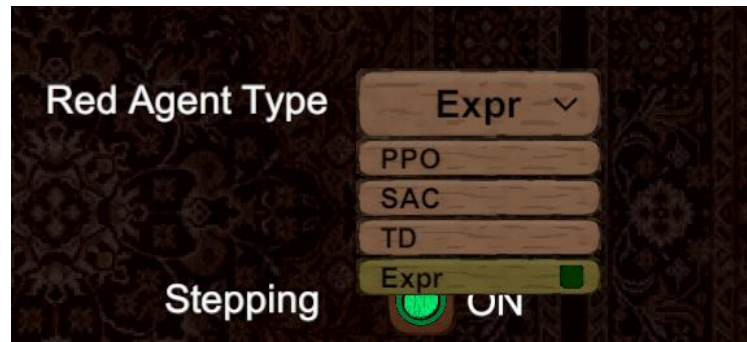 Red Agent Type Expr
PPO
SAC
TD
Expr
Stepping ON